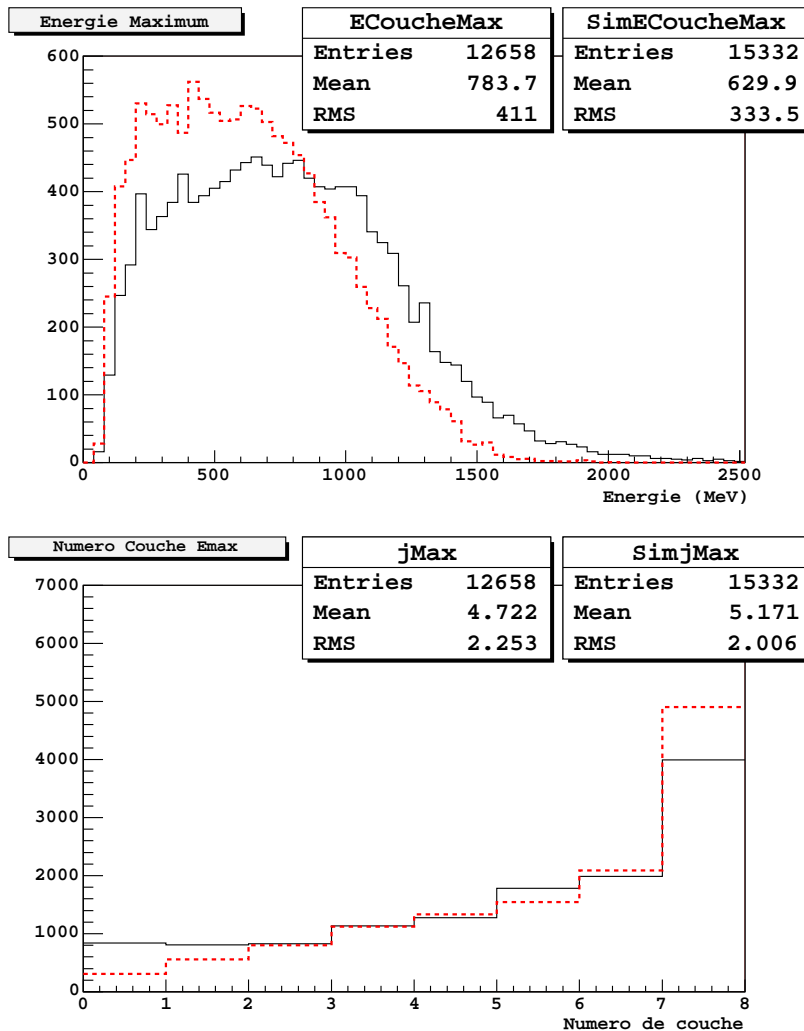 Energie Maximum
ECoucheMax
Entries 12658
Mean 783.7
RMS 411
SimECoucheMax
Entries 15332
Mean 629.9
RMS 333.5
600
500
400
300
200
100
0
0 500 1000 1500 2000 2500
Energie (MeV)
Numero Couche Emax
jMax
Entries 12658
Mean 4.722
RMS 2.253
SimjMax
Entries 15332
Mean 5.171
RMS 2.006
7000
6000
5000
4000
3000
2000
1000
0
0 1 2 3 4 5 6 7 8
Numero de couche